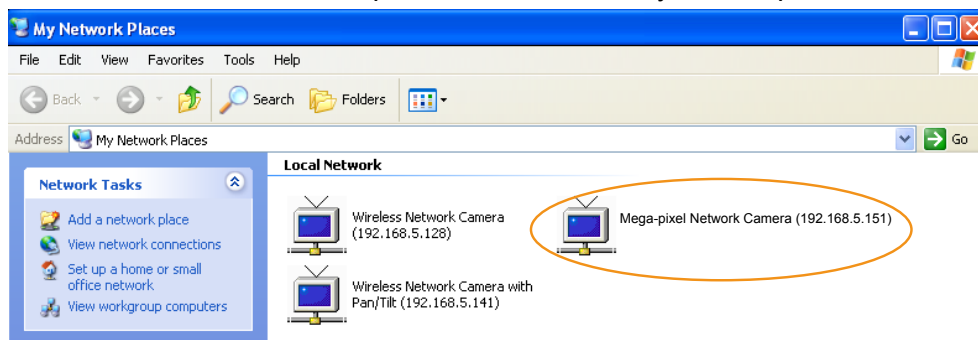 My Network Places
File Edit View Favorites Tools Help
Back Search Folders
Address My Network Places Go
Local Network
Network Tasks
Add a network place
View network connections
Set up a home or small
office network
View workgroup computers
Wireless Network Camera
(192.168.5.128)
Mega-pixel Network Camera (192.168.5.151)
Wireless Network Camera with
Pan/Tilt (192.168.5.141)